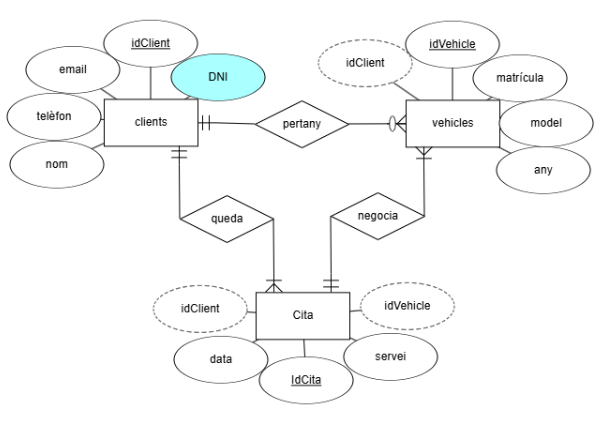 idClient
idVehicle
email
DNI
idClient
matrícula
telèfon
clients
pertany
vehicles
model
nom
any
queda
negocia
idClient
Cita
idVehicle
data
servei
IdCita